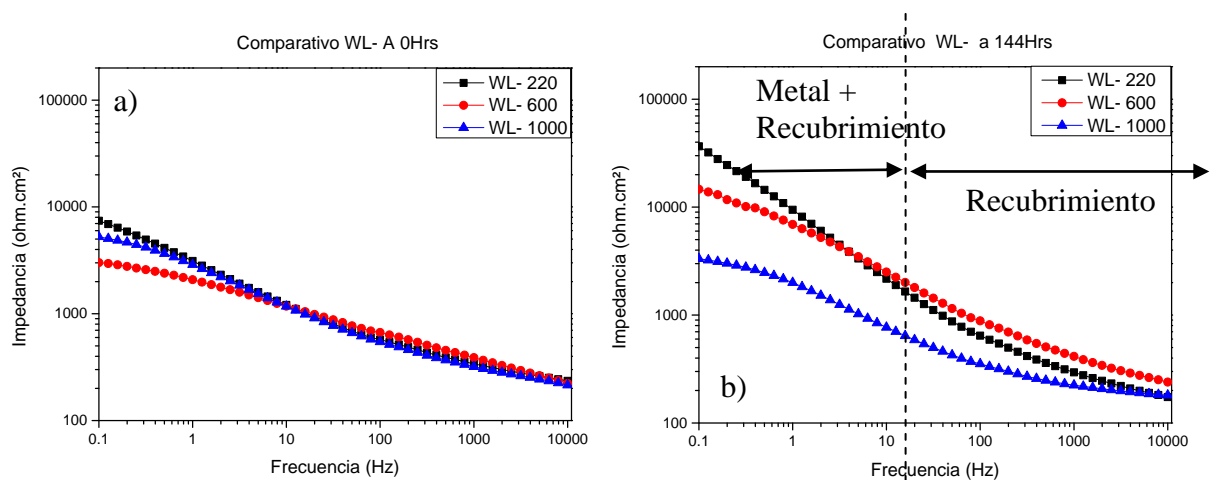 Comparativo WL- A 0Hrs
a)
WL- 220
WL- 600
WL- 1000
100000
10000
1000
100
Impedancia (ohm.cm²)
0.1 1 10 100 1000 10000
Frecuencia (Hz)
Comparativo WL- a 144Hrs
Metal +
Recubrimiento
WL- 220
WL- 600
WL- 1000
Recubrimiento
b)
100000
10000
1000
100
Impedancia (ohm.cm²)
0.1 1 10 100 1000 10000
Frecuencia (Hz)